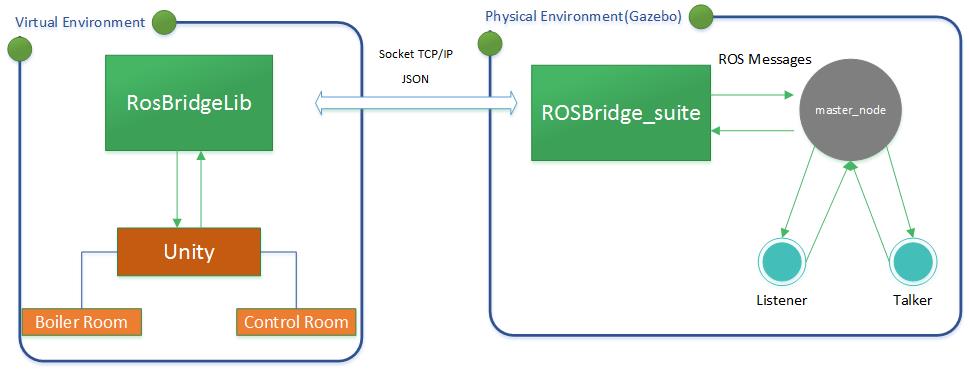 Virtual Environment
Physical Environment(Gazebo)
Socket TCP/IP
JSON
RosBridgeLib
ROSBridge_suite
ROS Messages
master_node
Unity
Boiler Room
Control Room
Listener
Talker